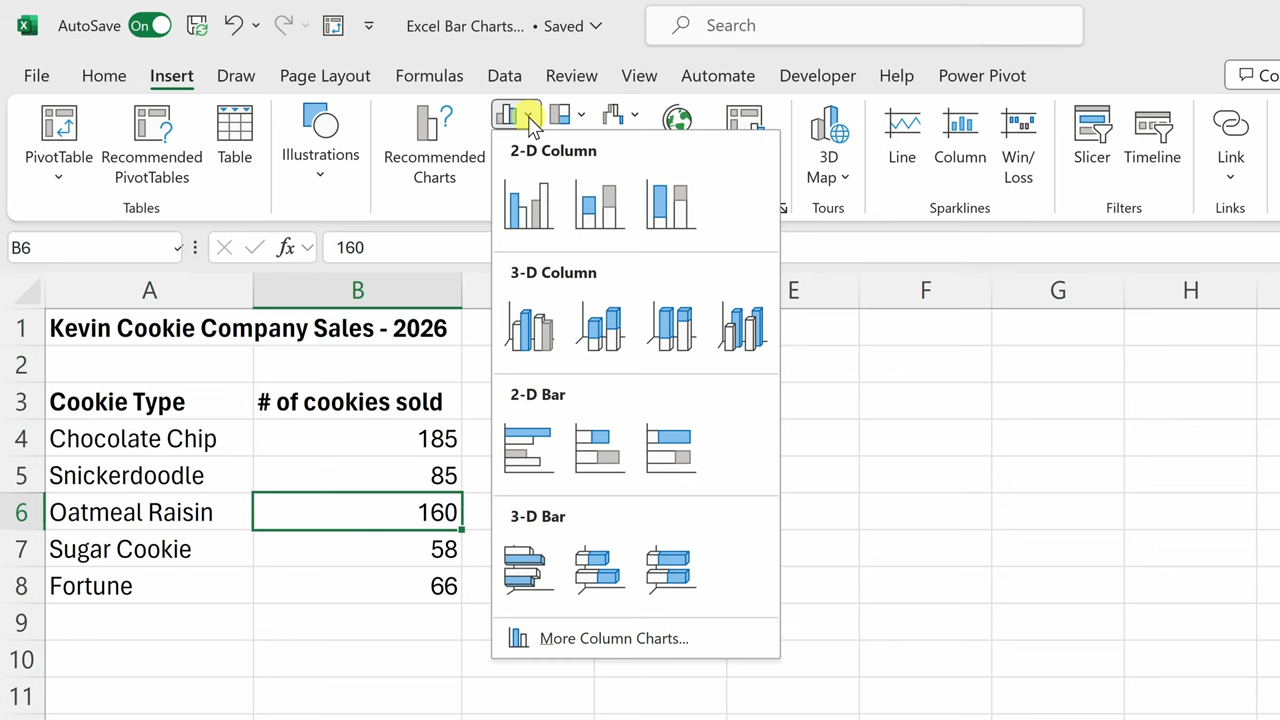 AutoSave On Excel Bar Charts... • Saved Search
File Home Insert Draw Page Layout Formulas Data Review View Automate Developer Help Power Pivot Co
PivotTable Recommended PivotTables Table Illustrations Recommended Charts 3D Map Line Column Win/ Loss Slicer Timeline Link
Tables Tours Sparklines Filters Links
2-D Column
3-D Column
2-D Bar
3-D Bar
More Column Charts...
B6 fx 160
A B E F G H
1 Kevin Cookie Company Sales - 2026
2
3 Cookie Type # of cookies sold
4 Chocolate Chip 185
5 Snickerdoodle 85
6 Oatmeal Raisin 160
7 Sugar Cookie 58
8 Fortune 66
9
10
11